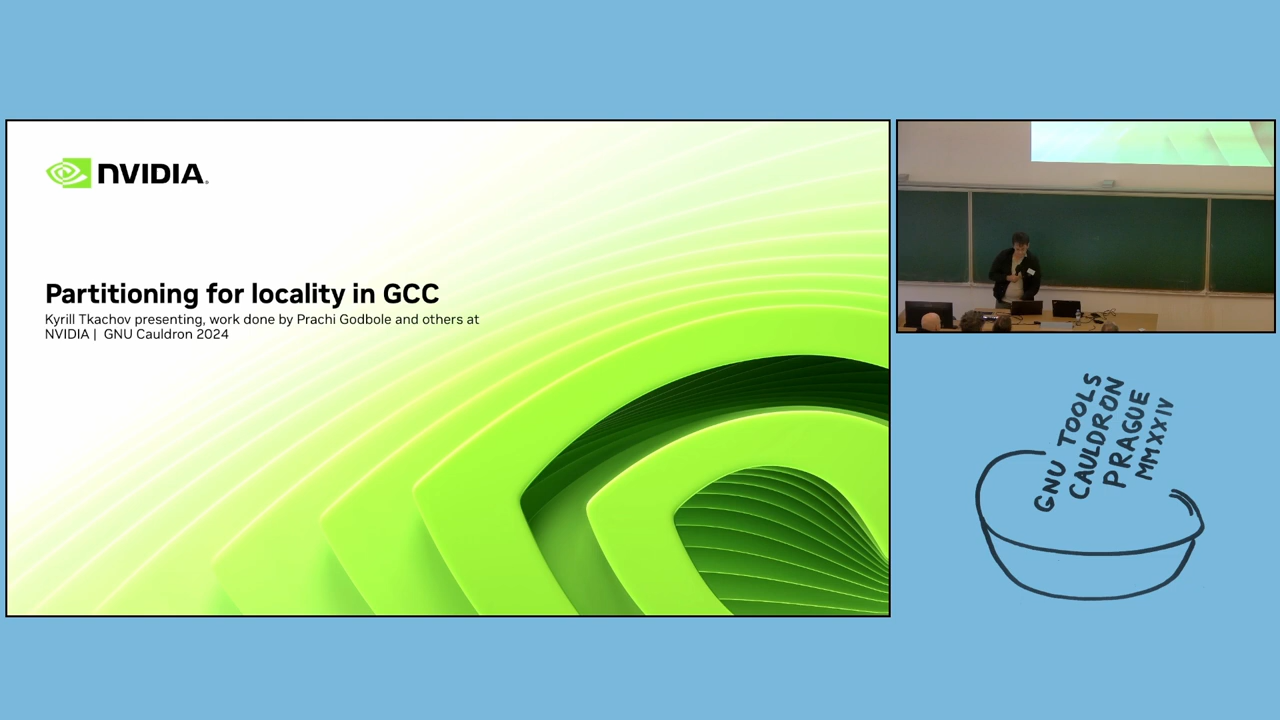 NVIDIA.
Partitioning for locality in GCC
Kyrill Tkachov presenting, work done by Prachi Godbole and others at
NVIDIA | GNU Cauldron 2024
GNU TOOLS
CAULDRON
PRAGUE
MMXXIV